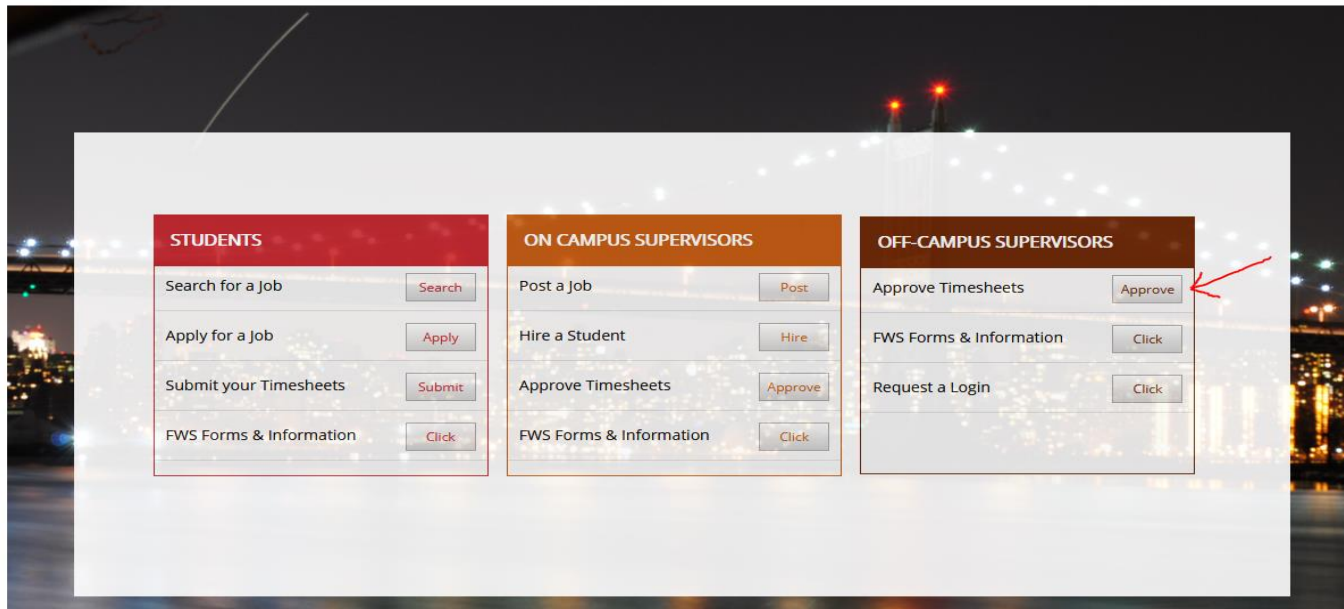 STUDENTS
Search for a Job Search
Apply for a Job Apply
Submit your Timesheets Submit
FWS Forms & Information Click
ON CAMPUS SUPERVISORS
Post a Job Post
Hire a Student Hire
Approve Timesheets Approve
FWS Forms & Information Click
OFF-CAMPUS SUPERVISORS
Approve Timesheets Approve
FWS Forms & Information Click
Request a Login Click